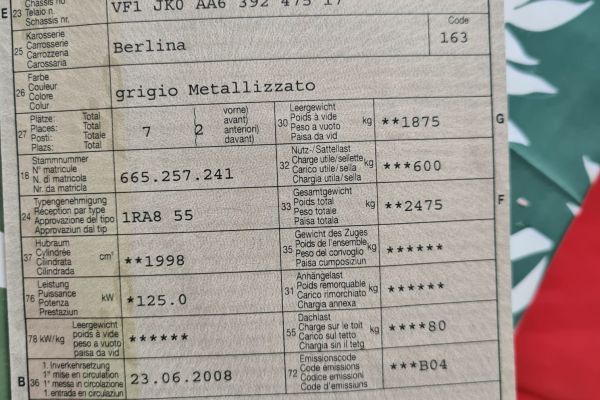 E 23 Chassis no VF1 JK0 AA6 392 475 17
Telaio n.
Schassis nr.
25 Karosserie Berlina Code
Carrosserie 163
Carrozzeria
Carossaria
26 Farbe grigio Metallizzato
Couleur
Colore
Colur
27 Plätze: Total 7 2 vorne)
Places: Total avant)
Posti: Totale anteriori)
Plazs: Total davant)
30 Leergewicht kg **1875 G
Poids à vide
Peso a vuoto
Paisa da vid
18 Stammnummer 665.257.241
N° matricule
N. di matricola
Nr. da matricla
32 Nutz-/Sattellast kg ***600
Charge utile/sellette
Carico utile/sella
Chargia utila/sella
24 Typengenehmigung 1RA8 55
Réception par type
Approvazione del tipo
Approvaziun dal tip
33 Gesamtgewicht kg **2475 F
Poids total
Peso totale
Paisa totala
37 Hubraum cm³ **1998
Cylindrée
Cilindrata
Cilindrada
35 Gewicht des Zuges kg ******
Poids de l'ensemble
Peso del convoglio
Paisa cumposiziun
76 Leistung kW *125.0
Puissance
Potenza
Prestaziun
31 Anhängelast kg ******
Poids remorquable
Carico rimorchiato
Chargia annexa
78 kW/kg Leergewicht ******
poids à vide
peso a vuoto
paisa da vid
55 Dachlast kg ****80
Charge sur le toit
Carico sul tetto
Chargia sin il tetg
B 36 1. Inverkehrsetzung 23.06.2008
1re mise en circulation
1a messa in circolazione
1. entrada en circulaziun
72 Emissionscode ***B04
Code émissions
Codice emissioni
Code d'emissiuns